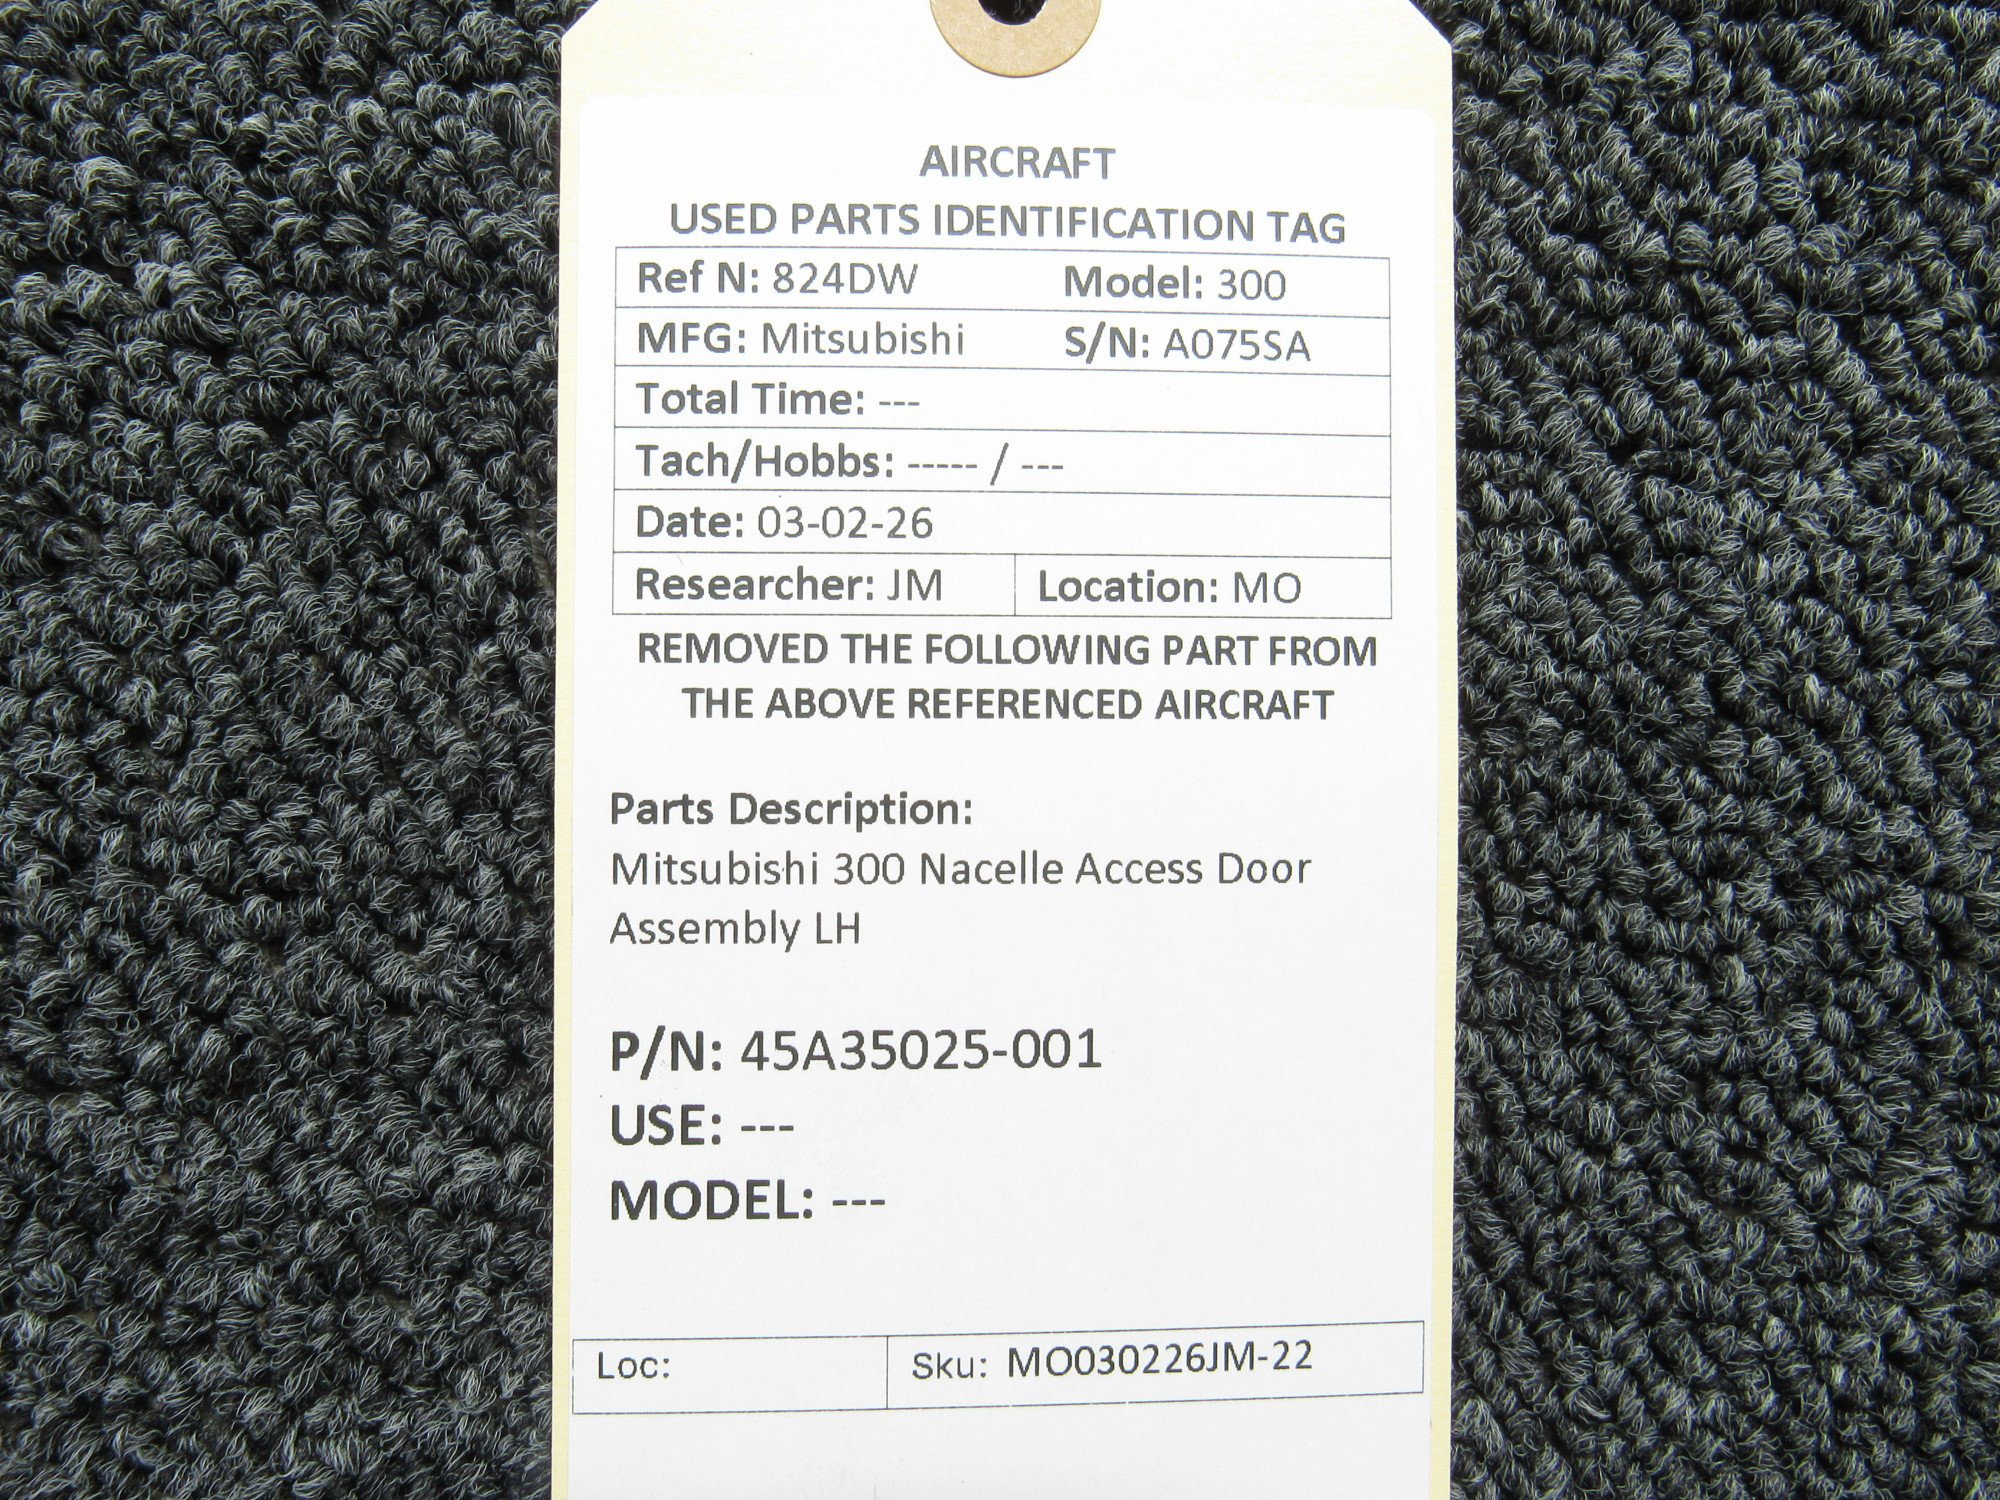 AIRCRAFT
USED PARTS IDENTIFICATION TAG
Ref N: 824DW Model: 300
MFG: Mitsubishi S/N: A075SA
Total Time: ---
Tach/Hobbs: ----- / ---
Date: 03-02-26
Researcher: JM Location: MO
REMOVED THE FOLLOWING PART FROM
THE ABOVE REFERENCED AIRCRAFT
Parts Description:
Mitsubishi 300 Nacelle Access Door
Assembly LH
P/N: 45A35025-001
USE: ---
MODEL: ---
Loc: Sku: MO030226JM-22